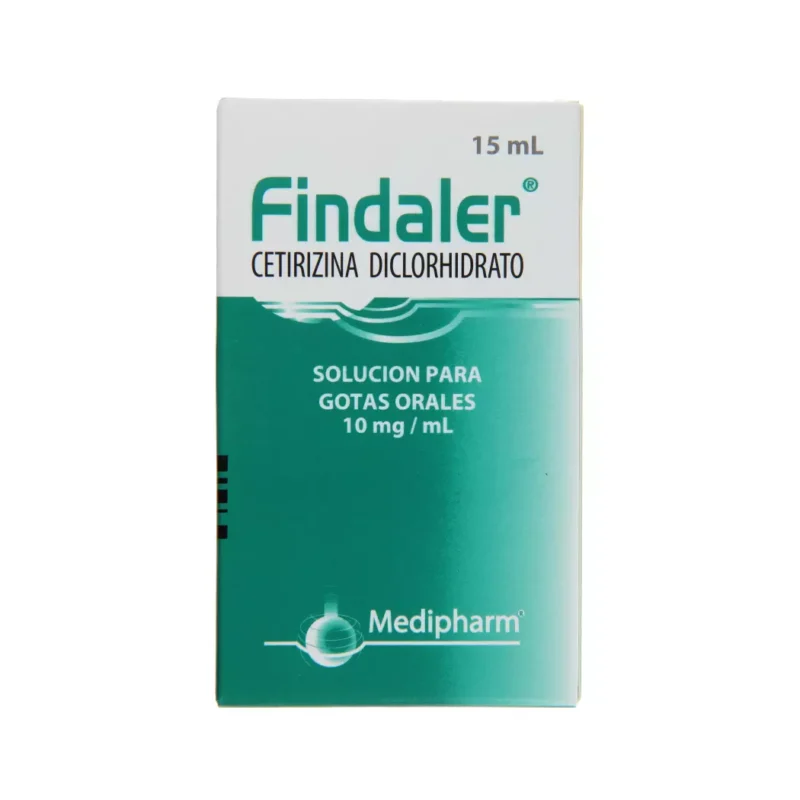 15 mL
Findaler®
CETIRIZINA DICLORHIDRATO
SOLUCION PARA
GOTAS ORALES
10 mg / mL
Medipharm®